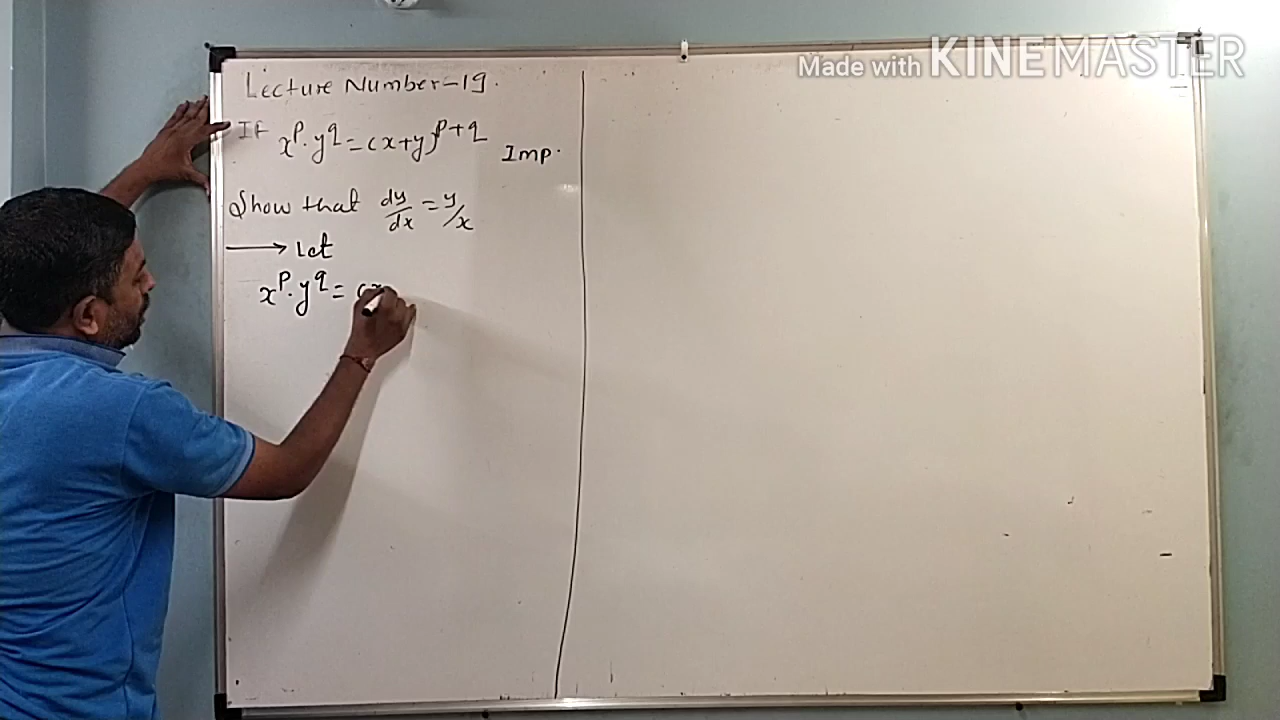 Made with KINEMASTER
Lecture Number-19.
If x^p . y^q = (x+y)^p+q Imp.
Show that dy/dx = y/x
→ Let
x^p . y^q = (x